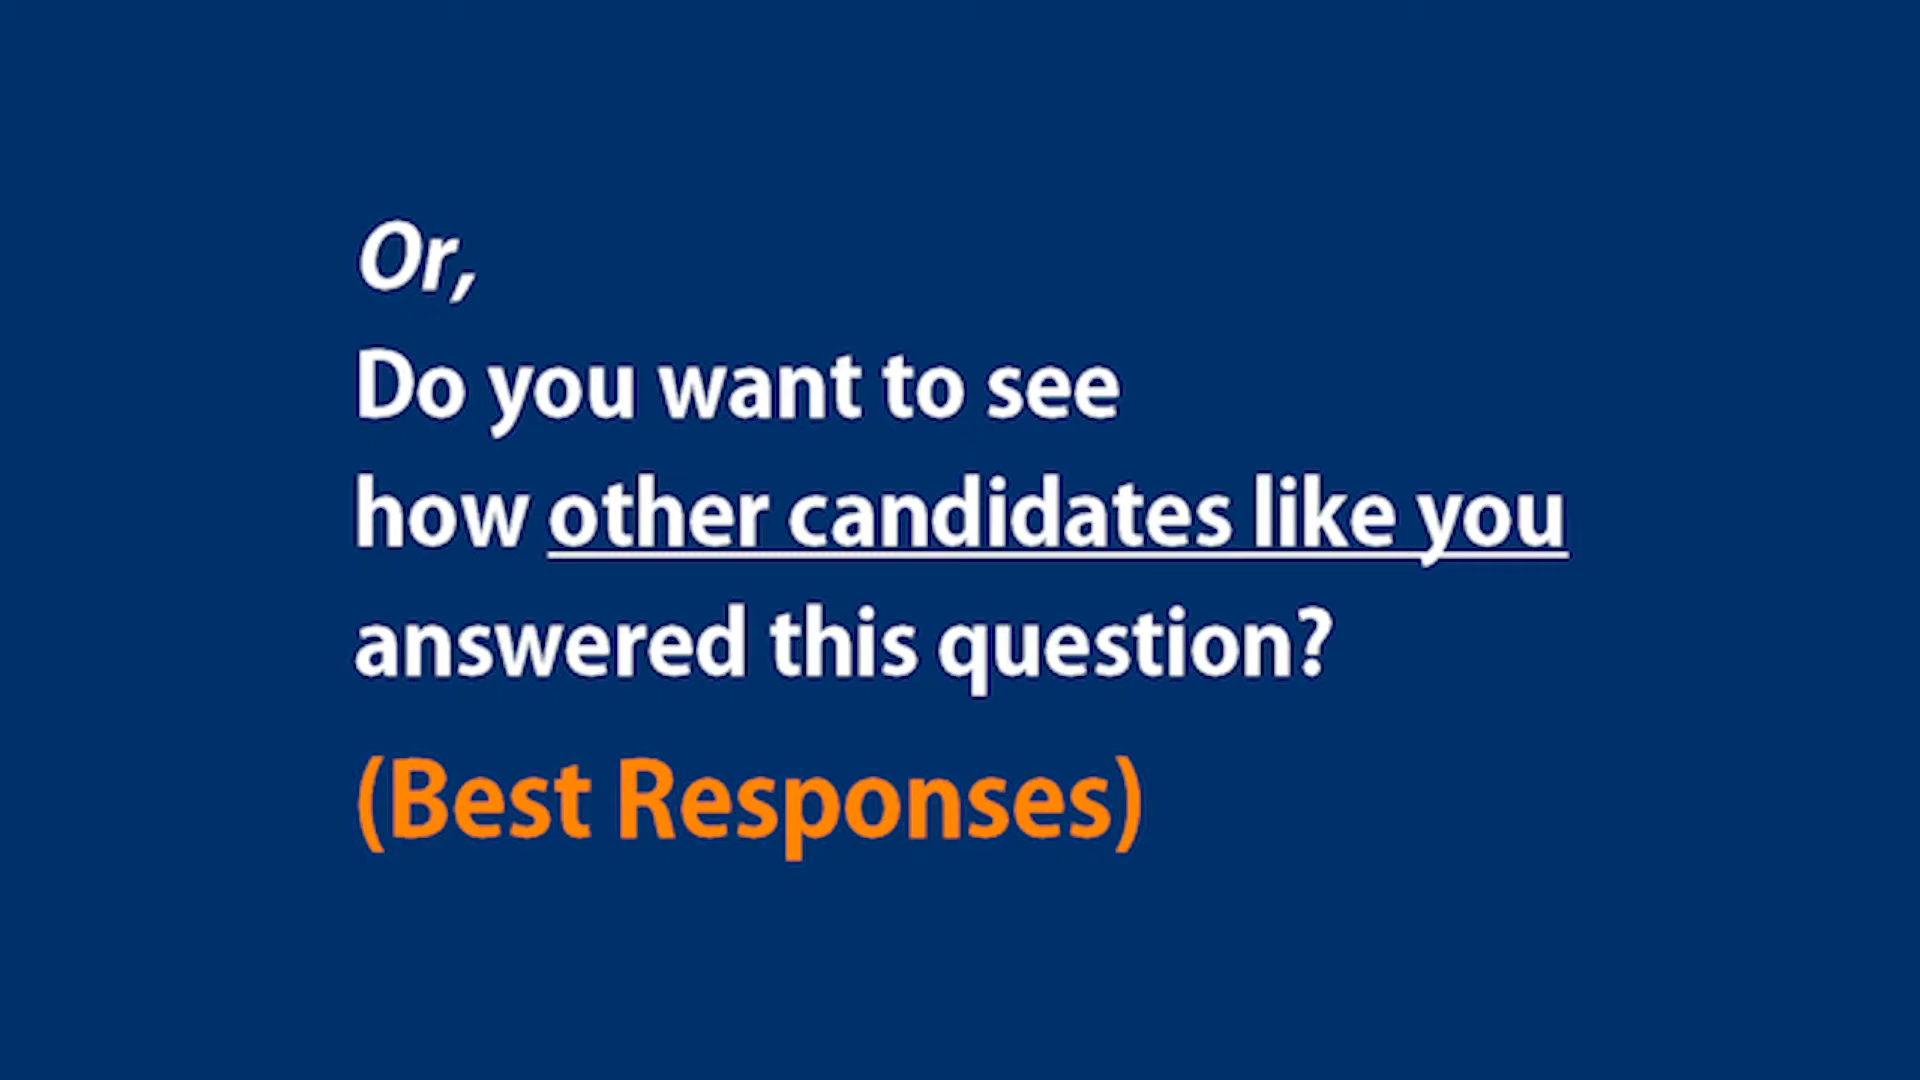 Or,
Do you want to see
how other candidates like you
answered this question?
(Best Responses)